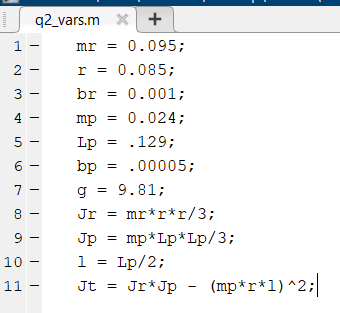 q2_vars.m × +
1 – mr = 0.095;
2 – r = 0.085;
3 – br = 0.001;
4 – mp = 0.024;
5 – Lp = .129;
6 – bp = .00005;
7 – g = 9.81;
8 – Jr = mr*r*r/3;
9 – Jp = mp*Lp*Lp/3;
10 – l = Lp/2;
11 – Jt = Jr*Jp - (mp*r*l)^2;